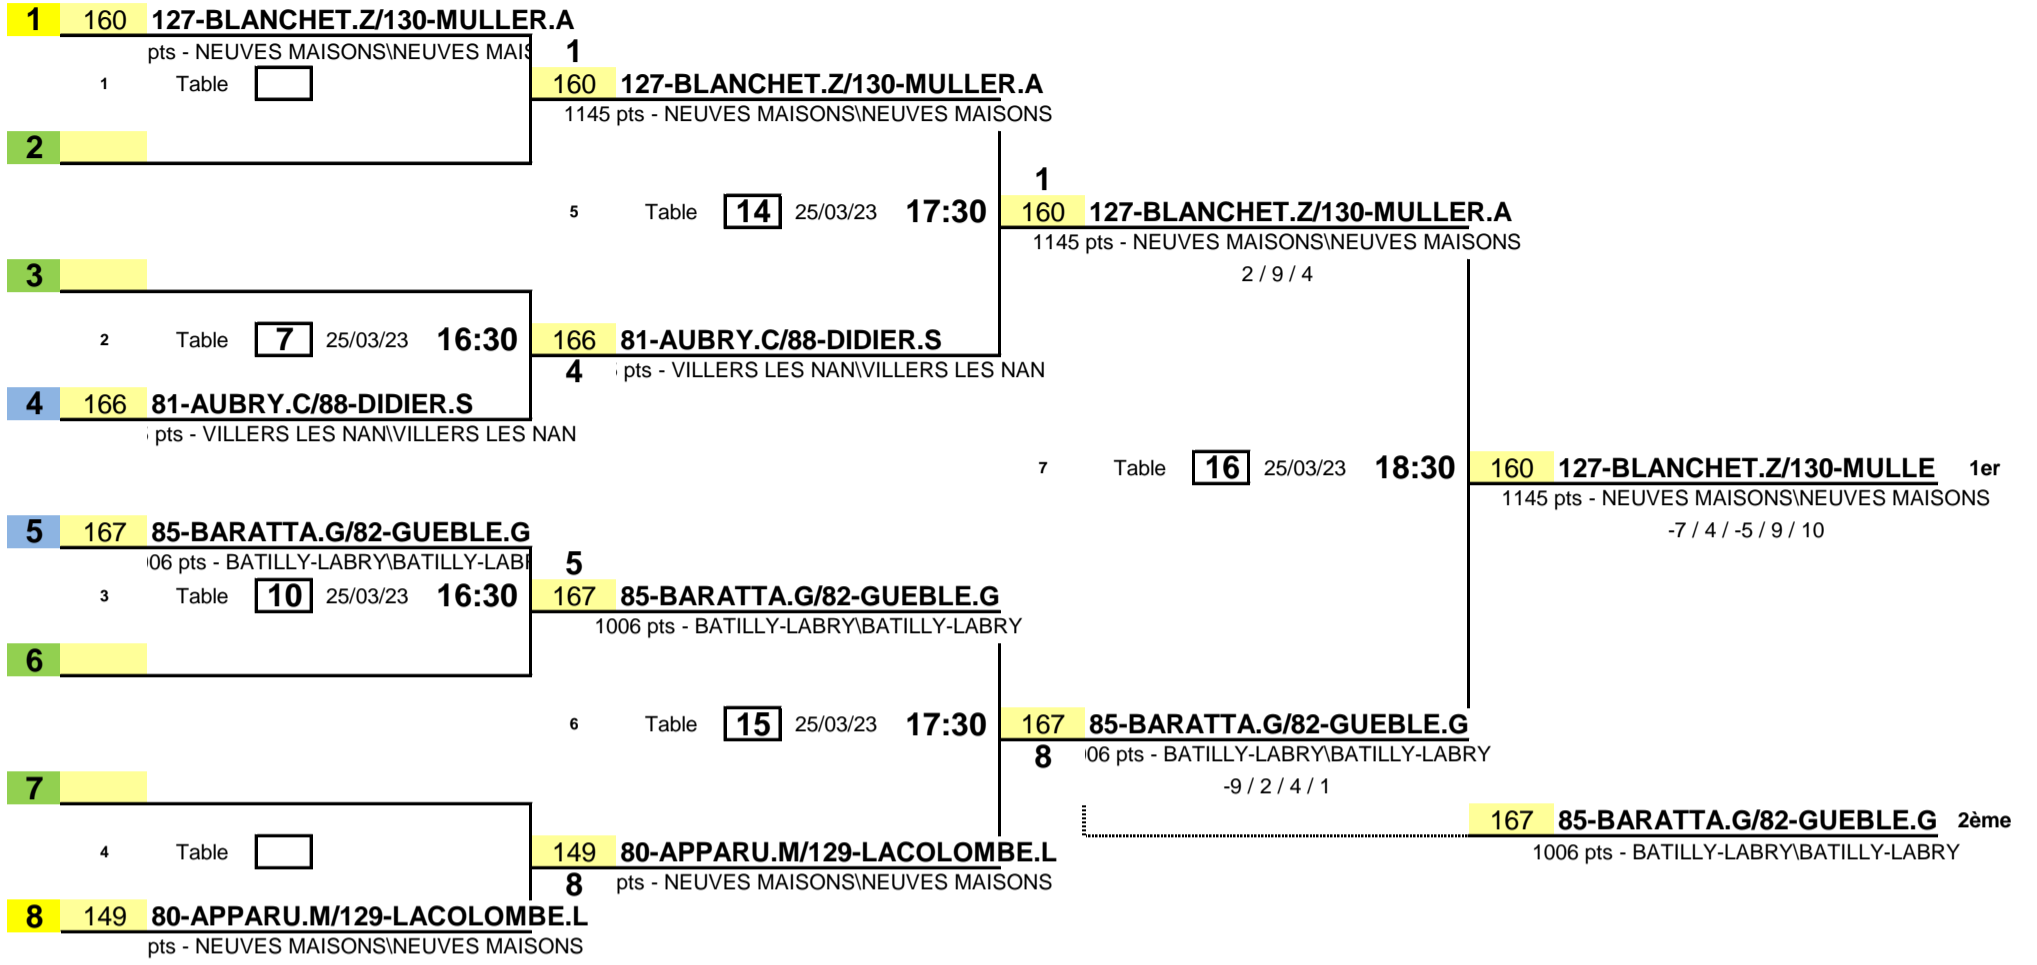 1 160 127-BLANCHET.Z/130-MULLER.A
pts - NEUVES MAISONS\NEUVES MAIS
1
1 Table
160 127-BLANCHET.Z/130-MULLER.A
1145 pts - NEUVES MAISONS\NEUVES MAISONS
2
1
5 Table 14 25/03/23 17:30
160 127-BLANCHET.Z/130-MULLER.A
1145 pts - NEUVES MAISONS\NEUVES MAISONS
3
2 / 9 / 4
2 Table 7 25/03/23 16:30
166 81-AUBRY.C/88-DIDIER.S
4 pts - VILLERS LES NAN\VILLERS LES NAN
4 166 81-AUBRY.C/88-DIDIER.S
pts - VILLERS LES NAN\VILLERS LES NAN
7 Table 16 25/03/23 18:30
160 127-BLANCHET.Z/130-MULLE 1er
1145 pts - NEUVES MAISONS\NEUVES MAISONS
-7 / 4 / -5 / 9 / 10
5 167 85-BARATTA.G/82-GUEBLE.G
06 pts - BATILLY-LABRY\BATILLY-LAB
5
3 Table 10 25/03/23 16:30
167 85-BARATTA.G/82-GUEBLE.G
1006 pts - BATILLY-LABRY\BATILLY-LABRY
6
6 Table 15 25/03/23 17:30
167 85-BARATTA.G/82-GUEBLE.G
8 06 pts - BATILLY-LABRY\BATILLY-LABRY
7
-9 / 2 / 4 / 1
167 85-BARATTA.G/82-GUEBLE.G 2ème
1006 pts - BATILLY-LABRY\BATILLY-LABRY
4 Table
149 80-APPARU.M/129-LACOLOMBE.L
8 pts - NEUVES MAISONS\NEUVES MAISONS
8 149 80-APPARU.M/129-LACOLOMBE.L
pts - NEUVES MAISONS\NEUVES MAISONS